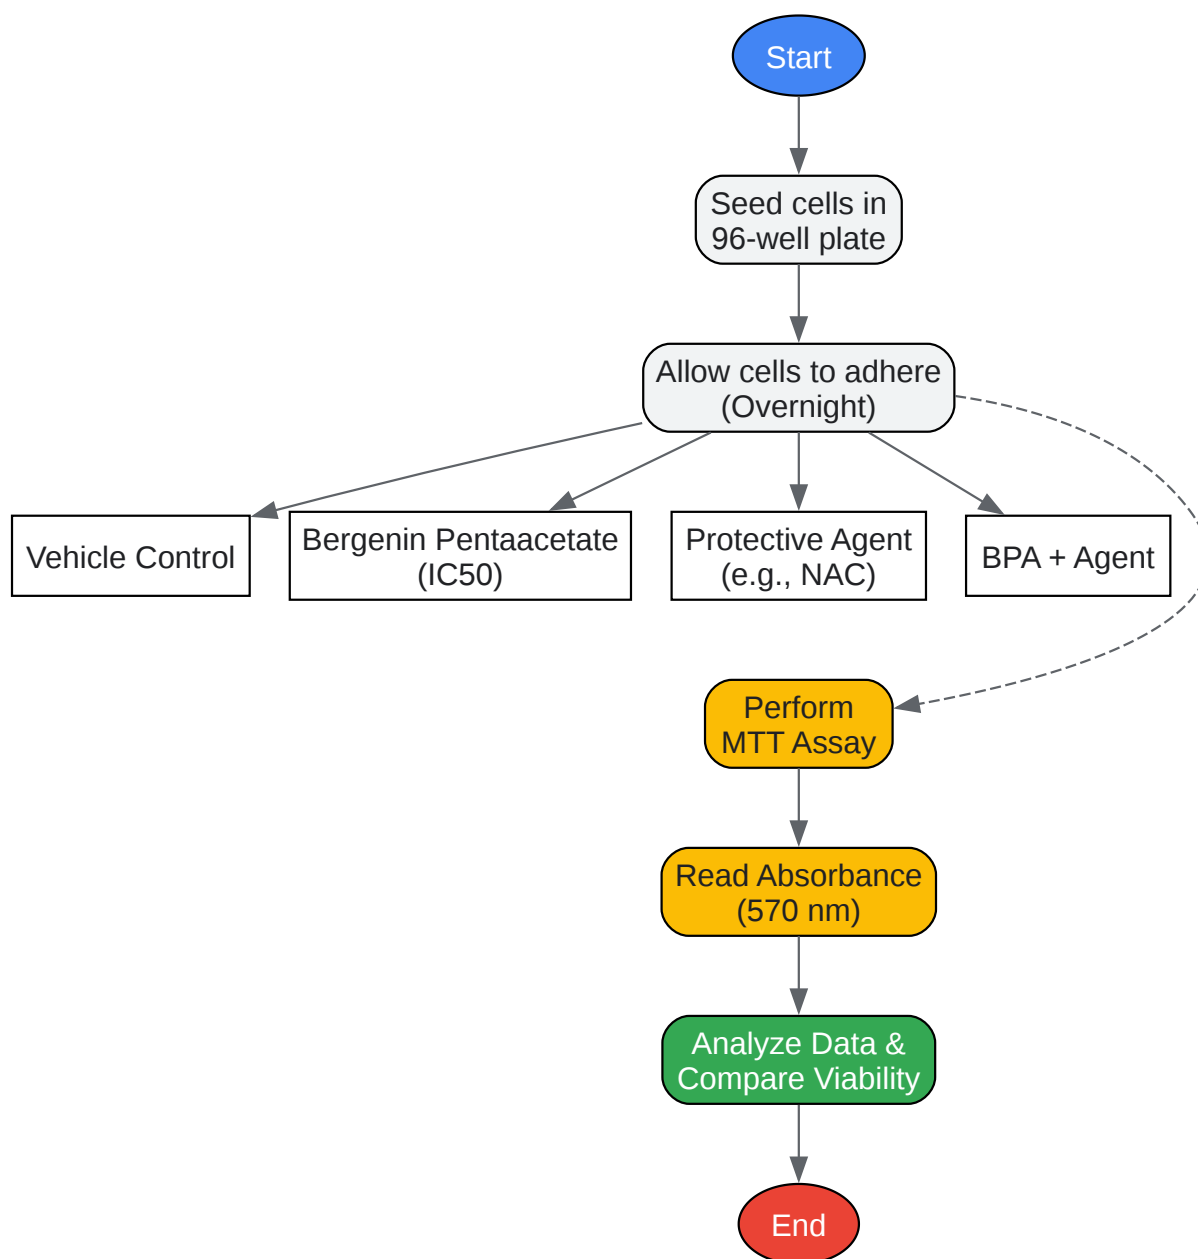 Start
Seed cells in
96-well plate
Allow cells to adhere
(Overnight)
Vehicle Control
Bergenin Pentaacetate
(IC50)
Protective Agent
(e.g., NAC)
BPA + Agent
Perform
MTT Assay
Read Absorbance
(570 nm)
Analyze Data &
Compare Viability
End